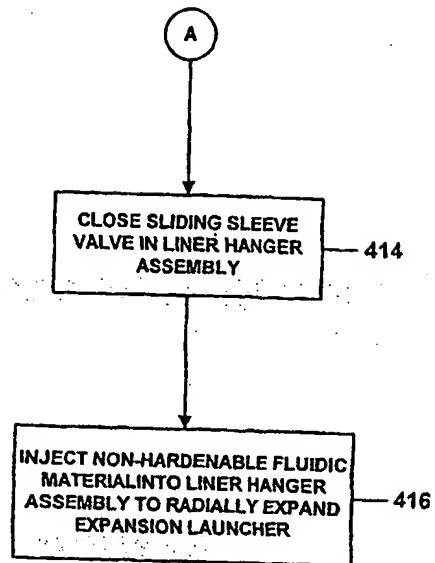 A
CLOSE SLIDING SLEEVE
VALVE IN LINER HANGER
ASSEMBLY
414
INJECT NON-HARDENABLE FLUIDIC
MATERIALINTO LINER HANGER
ASSEMBLY TO RADIALLY EXPAND
EXPANSION LAUNCHER
416